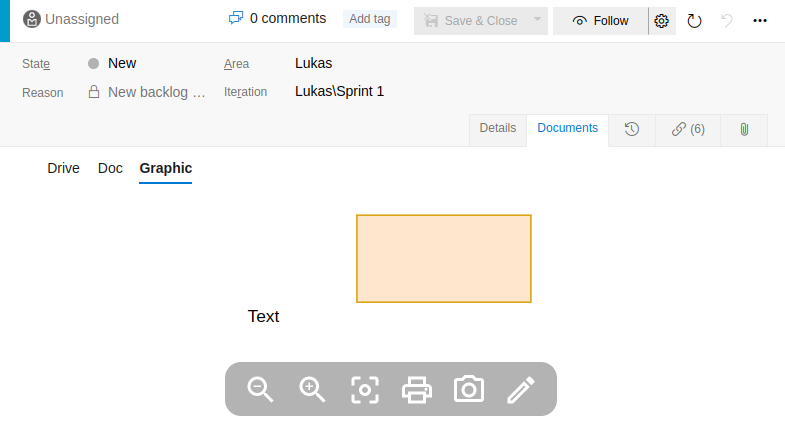 Unassigned
0 comments
Add tag
Save & Close
Follow
State
New
Area
Lukas
Reason
New backlog ...
Iteration
Lukas\Sprint 1
Details
Documents
(6)
Drive
Doc
Graphic
Text